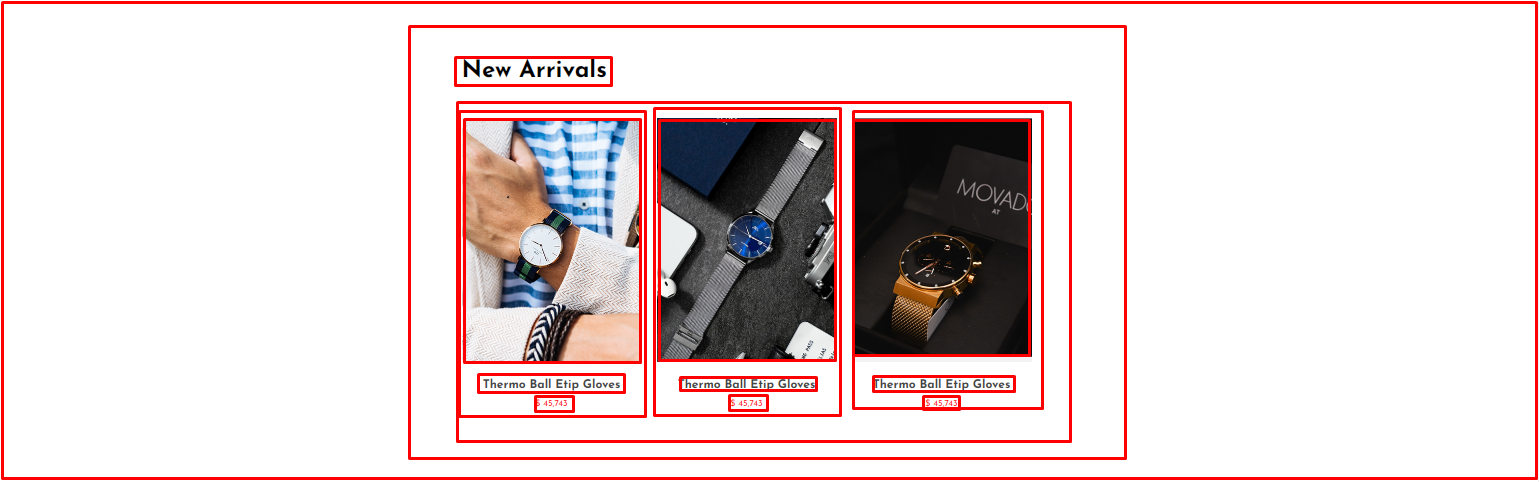 New Arrivals
MOVADO
AT
Thermo Ball Etip Gloves
Thermo Ball Etip Gloves
Thermo Ball Etip Gloves
$ 45,743
$ 45,743
$ 45,743